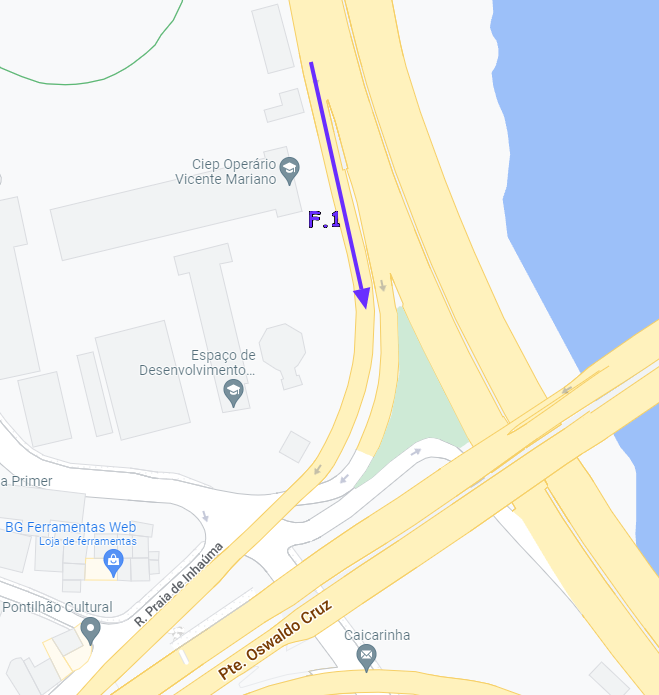 Ciep Operário
Vicente Mariano
F.1
Espaço de
Desenvolvimento...
a Primer
BG Ferramentas Web
Loja de ferramentas
R. Praia de Inhaúma
Pontilhão Cultural
Pte. Oswaldo Cruz
Caicarinha